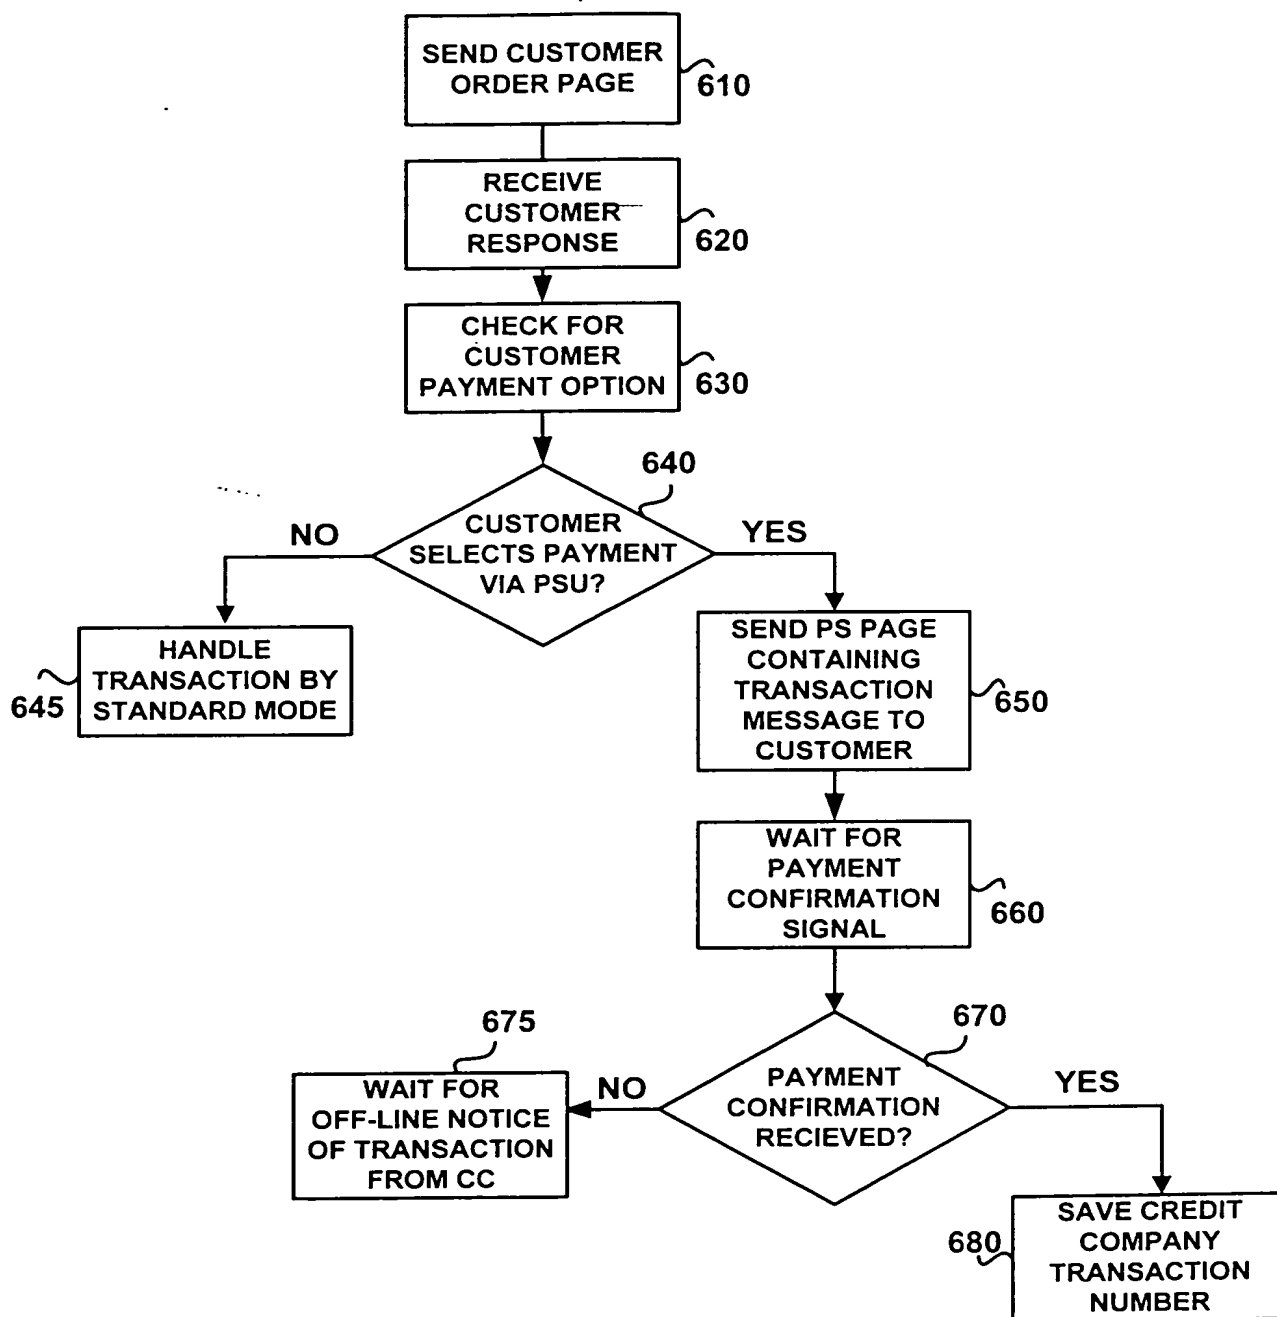 SEND CUSTOMER
ORDER PAGE
610
RECEIVE
CUSTOMER
RESPONSE
620
CHECK FOR
CUSTOMER
PAYMENT OPTION
630
640
CUSTOMER
SELECTS PAYMENT
VIA PSU?
NO
YES
HANDLE
TRANSACTION BY
STANDARD MODE
645
SEND PS PAGE
CONTAINING
TRANSACTION
MESSAGE TO
CUSTOMER
650
WAIT FOR
PAYMENT
CONFIRMATION
SIGNAL
660
670
PAYMENT
CONFIRMATION
RECIEVED?
NO
YES
675
WAIT FOR
OFF-LINE NOTICE
OF TRANSACTION
FROM CC
680
SAVE CREDIT
COMPANY
TRANSACTION
NUMBER